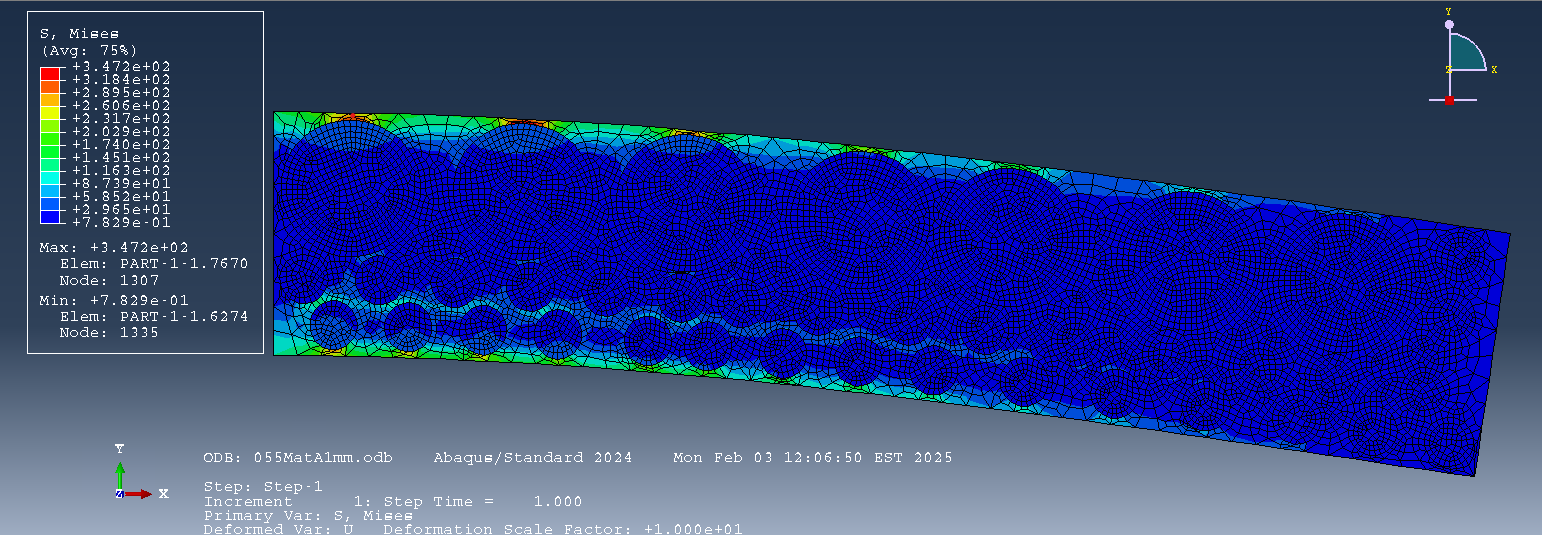 S, Mises
(Avg: 75%)
+3.472e+02
+3.184e+02
+2.895e+02
+2.606e+02
+2.317e+02
+2.029e+02
+1.740e+02
+1.451e+02
+1.163e+02
+8.739e+01
+5.852e+01
+2.965e+01
+7.829e-01
Max: +3.472e+02
Elem: PART-1-1.7670
Node: 1307
Min: +7.829e-01
Elem: PART-1-1.6274
Node: 1335
Y
Z X
Y
Z X
ODB: 055MatA1mm.odb Abaqus/Standard 2024 Mon Feb 03 12:06:50 EST 2025
Step: Step-1
Increment 1: Step Time = 1.000
Primary Var: S, Mises
Deformed Var: U Deformation Scale Factor: +1.000e+01